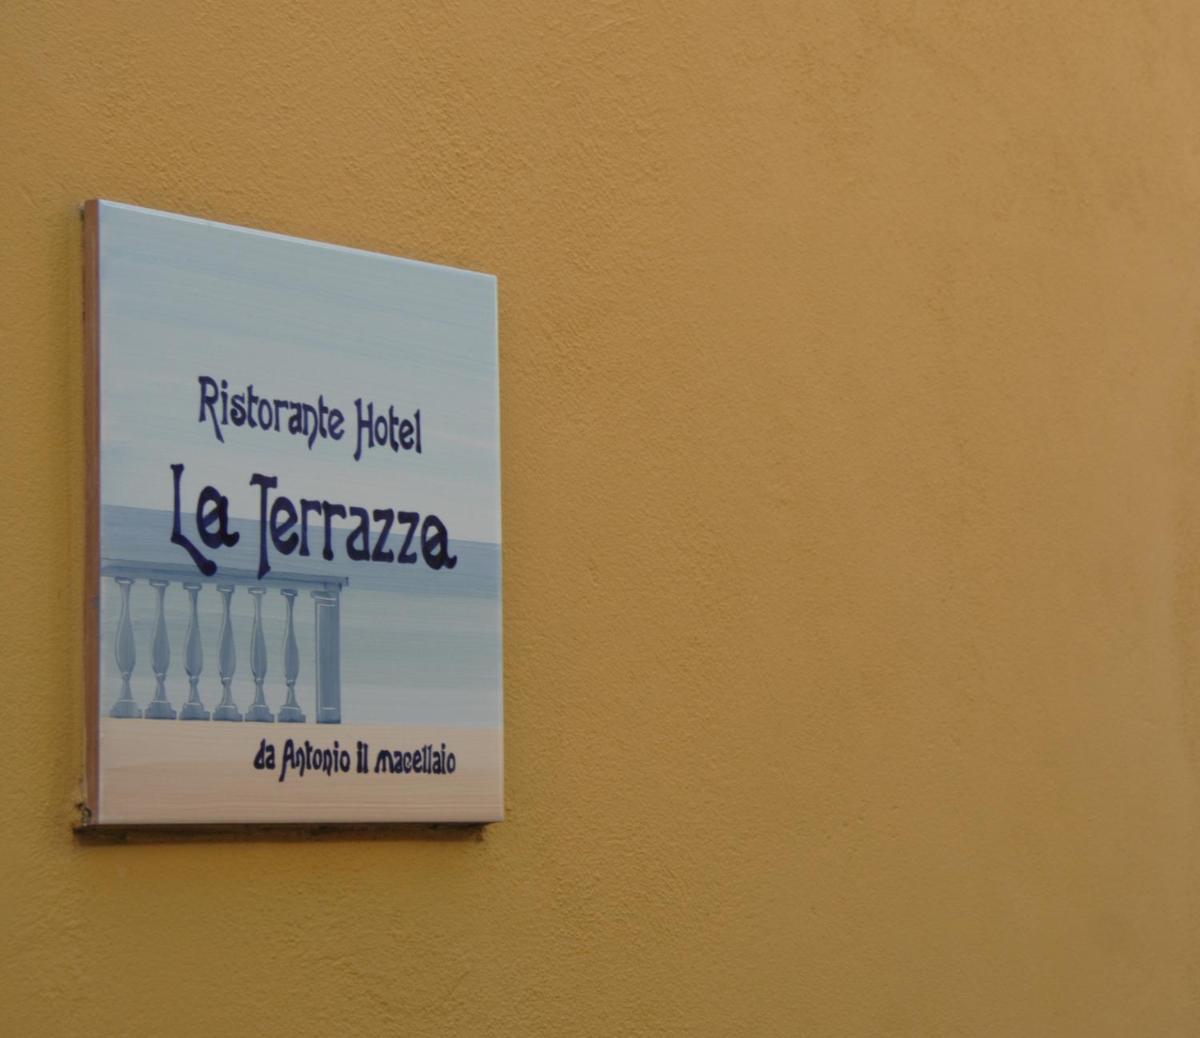 Ristorante Hotel
La Terrazza
da Antonio il macellaio